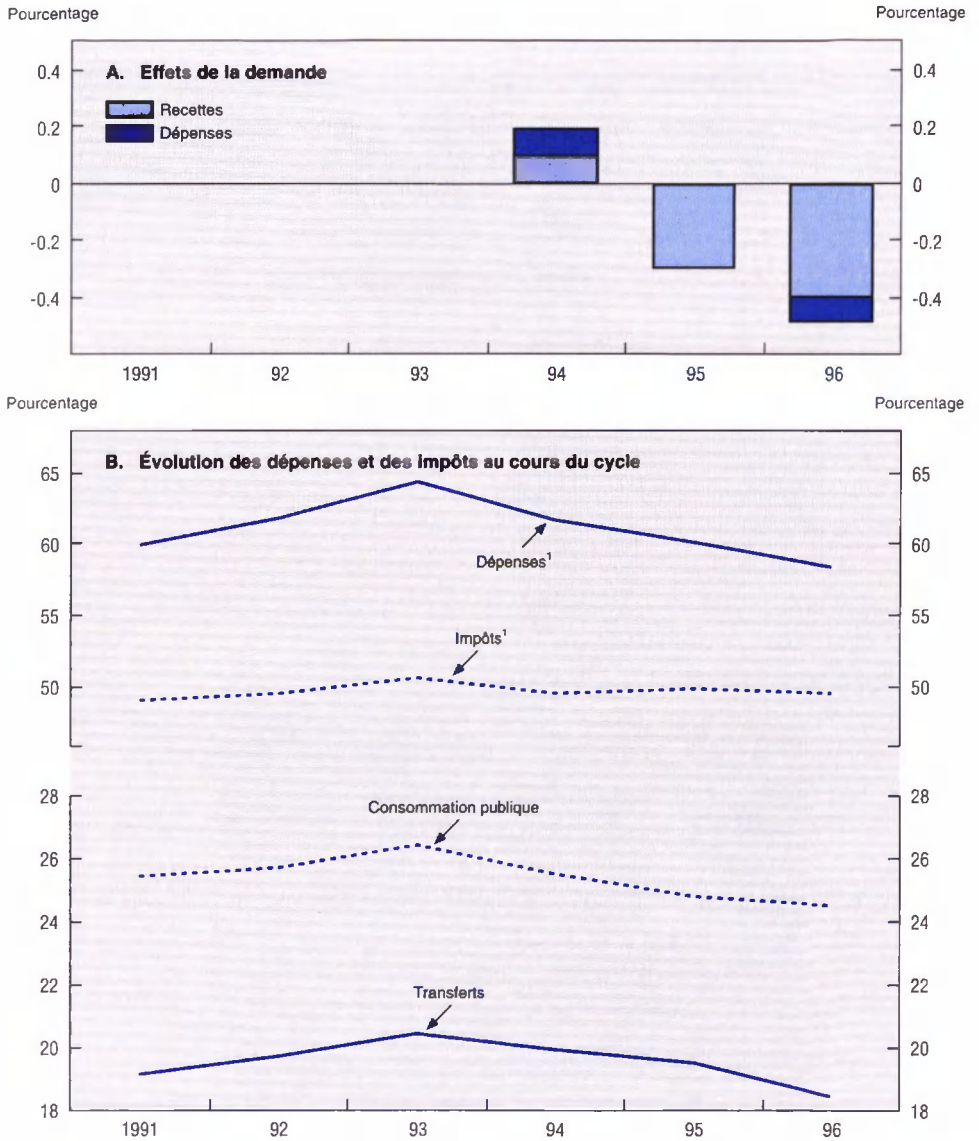 Pourcentage Pourcentage
A. Effets de la demande
Recettes
Dépenses
0.4 0.4
0.2 0.2
0 0
-0.2 -0.2
-0.4 -0.4
1991 92 93 94 95 96
Pourcentage Pourcentage
B. Évolution des dépenses et des impôts au cours du cycle
65 65
60 60
Dépenses¹
55 55
Impôts¹
50 50
28 28
Consommation publique
26 26
24 24
22 22
Transferts
20 20
18 18
1991 92 93 94 95 96